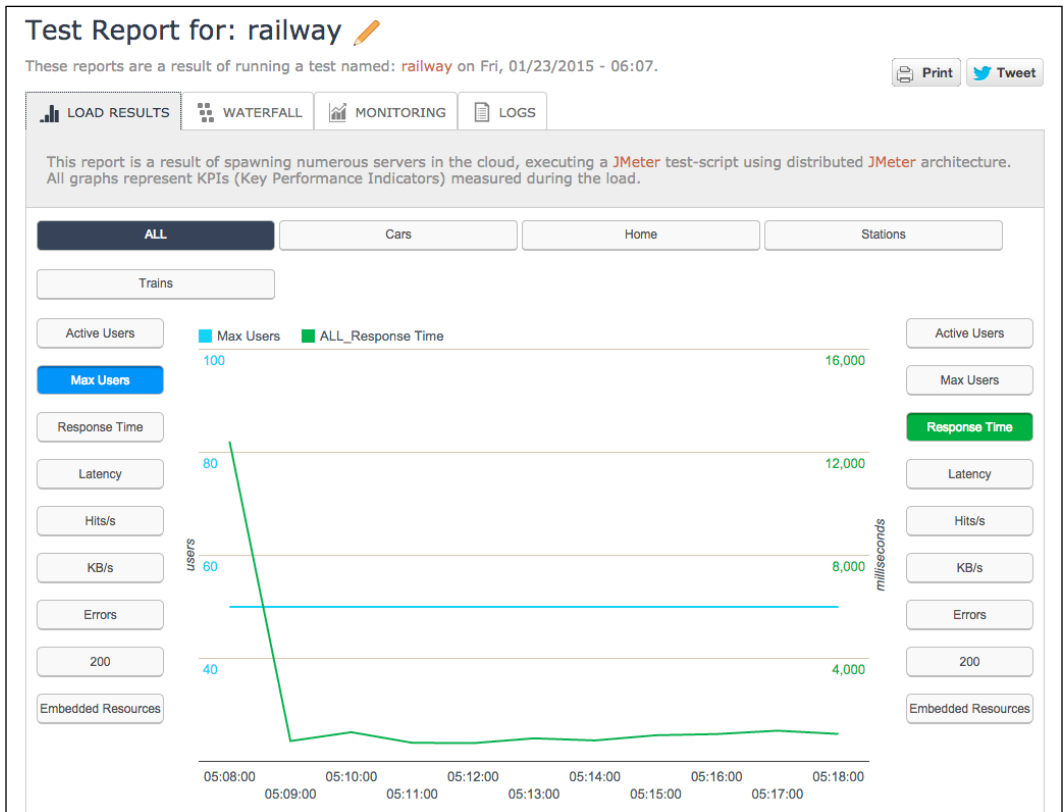 Test Report for: railway
These reports are a result of running a test named: railway on Fri, 01/23/2015 - 06:07.
Print
Tweet
LOAD RESULTS
WATERFALL
MONITORING
LOGS
This report is a result of spawning numerous servers in the cloud, executing a JMeter test-script using distributed JMeter architecture.
All graphs represent KPIs (Key Performance Indicators) measured during the load.
ALL
Cars
Home
Stations
Trains
Active Users
Max Users
Response Time
Latency
Hits/s
KB/s
Errors
200
Embedded Resources
Max Users
ALL_Response Time
100
80
60
40
users
16,000
12,000
8,000
4,000
milliseconds
05:08:00
05:09:00
05:10:00
05:11:00
05:12:00
05:13:00
05:14:00
05:15:00
05:16:00
05:17:00
05:18:00
Active Users
Max Users
Response Time
Latency
Hits/s
KB/s
Errors
200
Embedded Resources